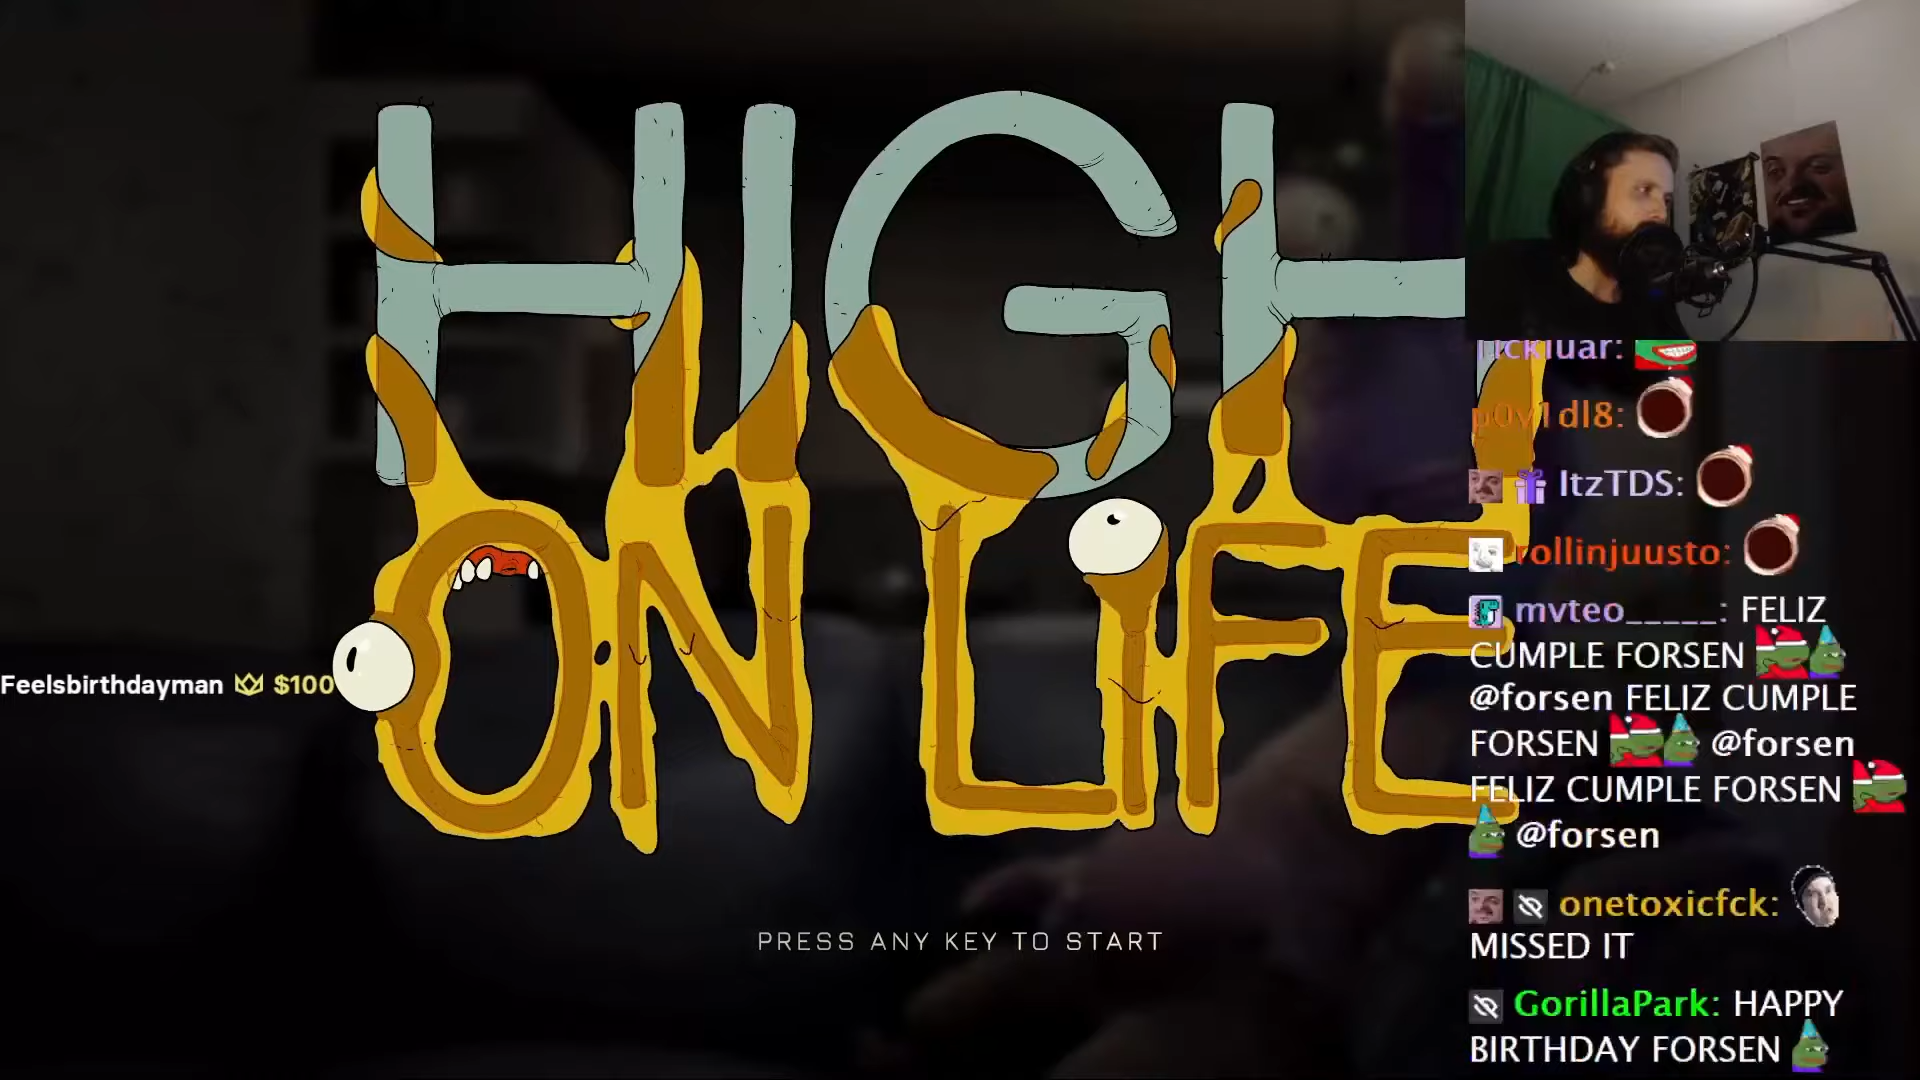 HIGH
ON LiFE
Feelsbirthdayman $100
PRESS ANY KEY TO START
p0v1dl8:
ItzTDS:
rollinjuusto:
mvteo_____: FELIZ
CUMPLE FORSEN
@forsen FELIZ CUMPLE
FORSEN @forsen
FELIZ CUMPLE FORSEN
@forsen
onetoxicfck:
MISSED IT
GorillaPark: HAPPY
BIRTHDAY FORSEN